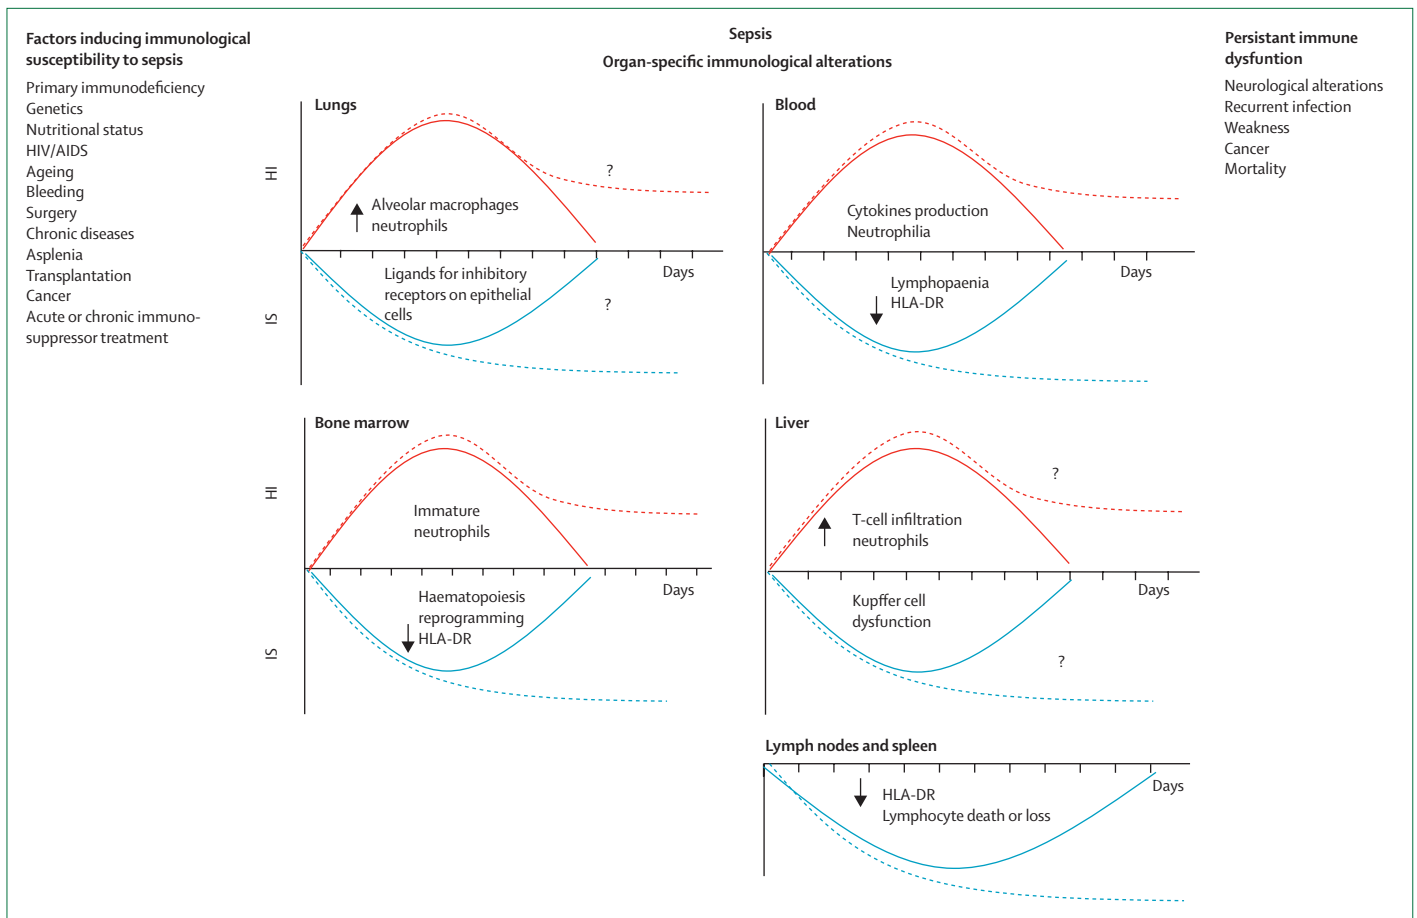 Factors inducing immunological
susceptibility to sepsis
Primary immunodeficiency
Genetics
Nutritional status
HIV/AIDS
Ageing
Bleeding
Surgery
Chronic diseases
Asplenia
Transplantation
Cancer
Acute or chronic immuno-
suppressor treatment
Sepsis
Organ-specific immunological alterations
Lungs
HI
?
Alveolar macrophages
neutrophils
Days
Ligands for inhibitory
receptors on epithelial
cells
?
IS
Blood
Cytokines production
Neutrophilia
Days
Lymphopaenia
HLA-DR
Bone marrow
HI
Immature
neutrophils
Days
Haematopoiesis
reprogramming
HLA-DR
IS
Liver
?
T-cell infiltration
neutrophils
Days
Kupffer cell
dysfunction
?
Lymph nodes and spleen
Days
HLA-DR
Lymphocyte death or loss
Persistant immune
dysfuntion
Neurological alterations
Recurrent infection
Weakness
Cancer
Mortality